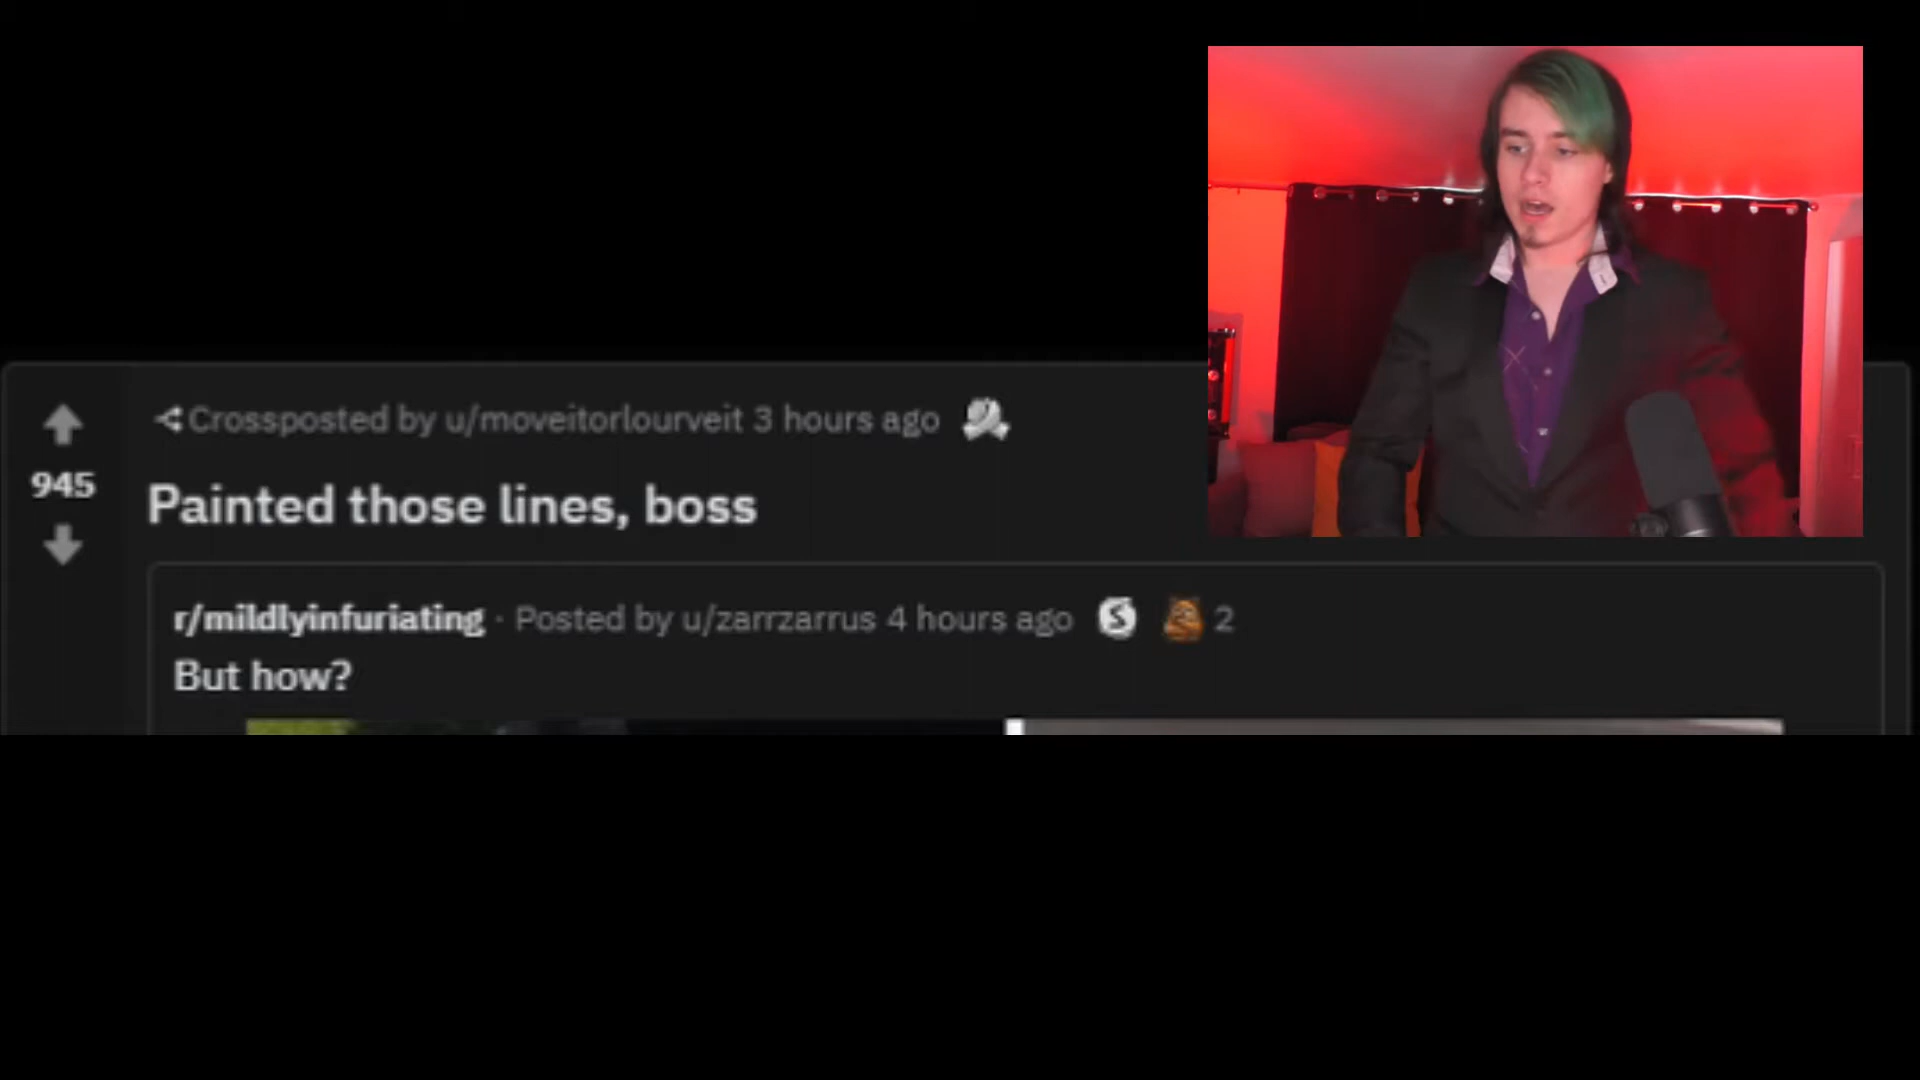 Crossposted by u/moveitorlourveit 3 hours ago
945
Painted those lines, boss
r/mildlyinfuriating · Posted by u/zarrzarrus 4 hours ago S 2
But how?